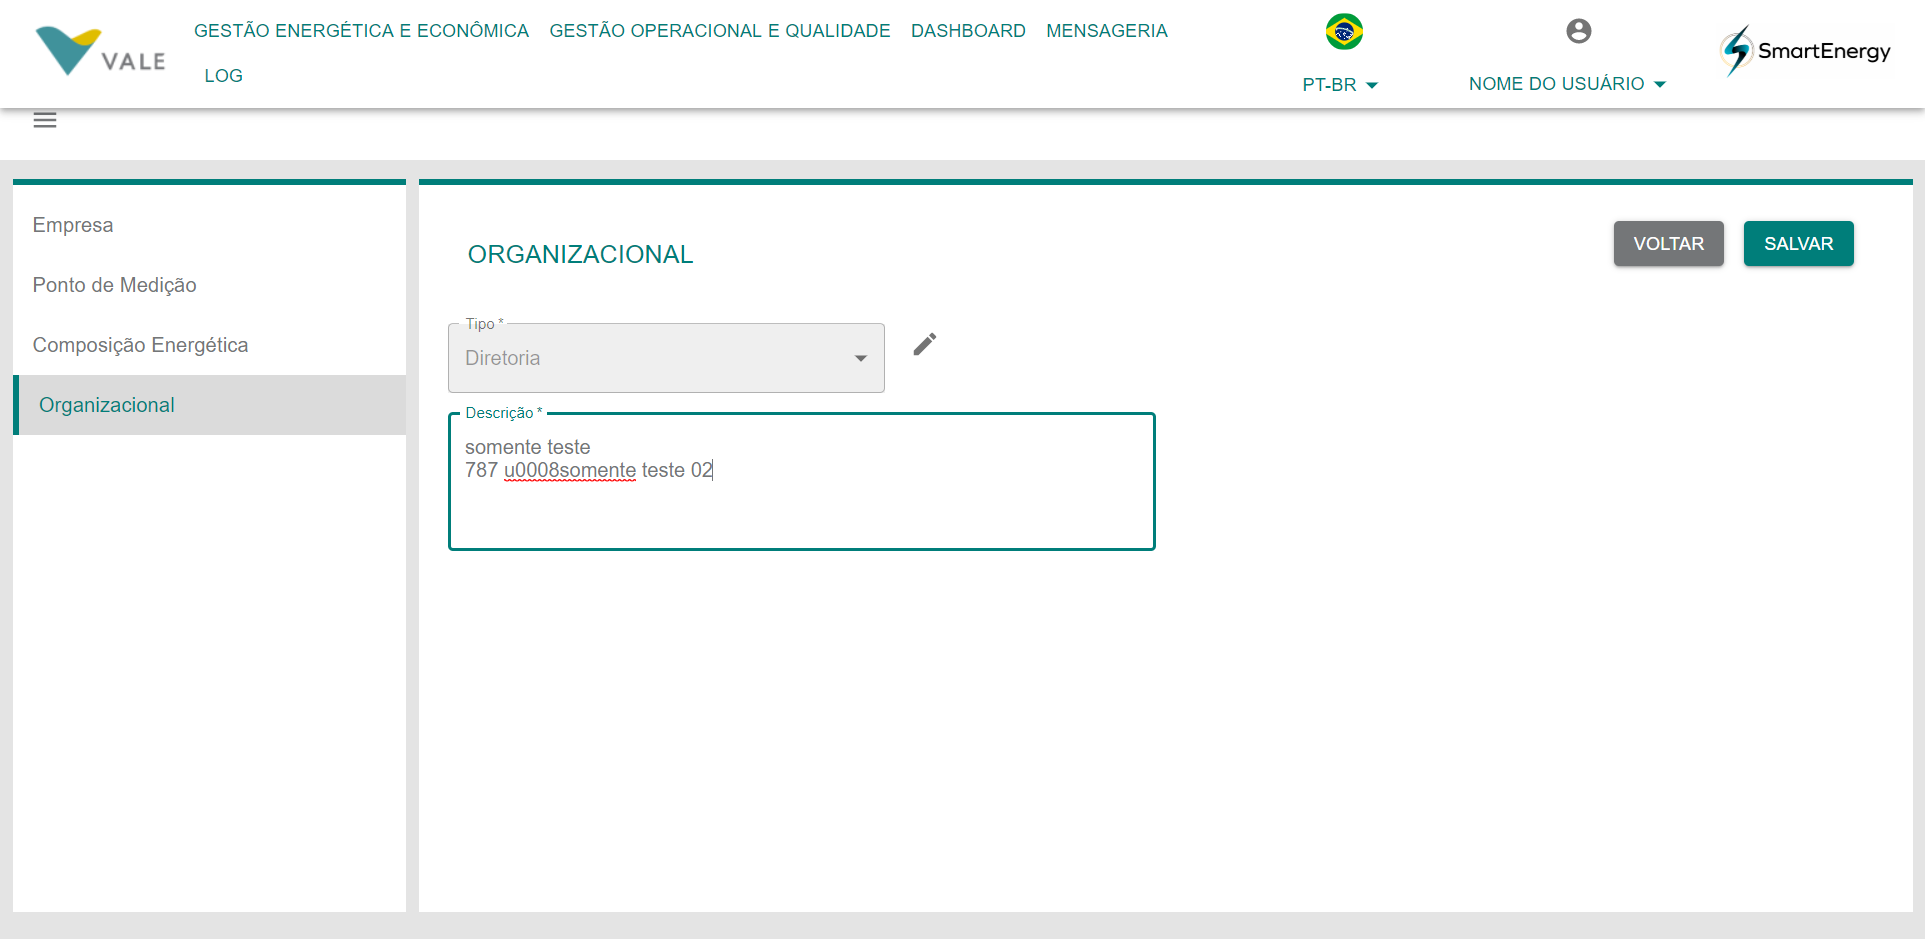 VALE
GESTÃO ENERGÉTICA E ECONÔMICA
GESTÃO OPERACIONAL E QUALIDADE
DASHBOARD
MENSAGERIA
LOG
PT-BR
NOME DO USUÁRIO
SmartEnergy
Empresa
Ponto de Medição
Composição Energética
Organizacional
ORGANIZACIONAL
VOLTAR
SALVAR
Tipo *
Diretoria
Descrição *
somente teste
787 u0008somente teste 02